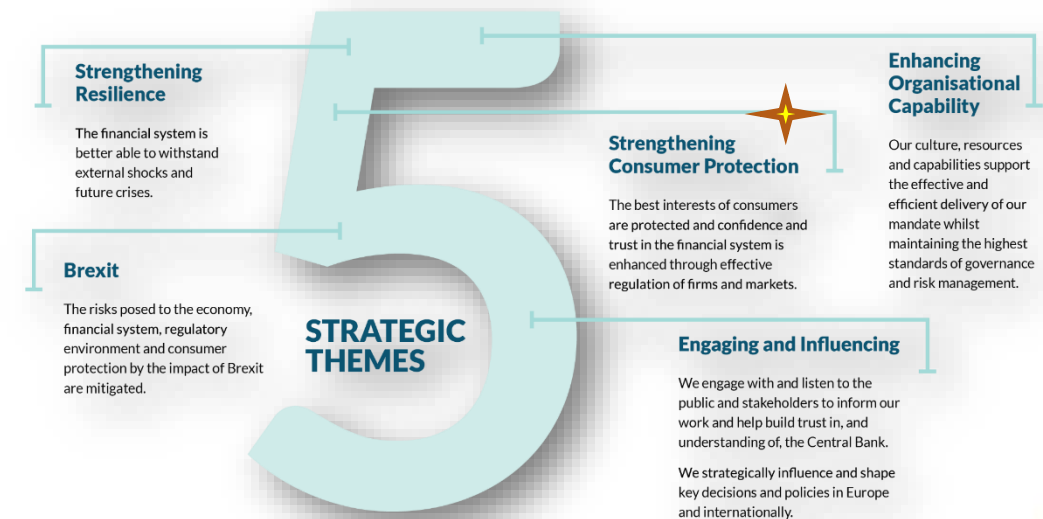 Strengthening
Resilience
The financial system is
better able to withstand
external shocks and
future crises.
Brexit
The risks posed to the economy,
financial system, regulatory
environment and consumer
protection by the impact of Brexit
are mitigated.
5
STRATEGIC
THEMES
Strengthening
Consumer Protection
The best interests of consumers
are protected and confidence and
trust in the financial system is
enhanced through effective
regulation of firms and markets.
Enhancing
Organisational
Capability
Our culture, resources
and capabilities support
the effective and
efficient delivery of our
mandate whilst
maintaining the highest
standards of governance
and risk management.
Engaging and Influencing
We engage with and listen to the
public and stakeholders to inform our
work and help build trust in, and
understanding of, the Central Bank.
We strategically influence and shape
key decisions and policies in Europe
and internationally.